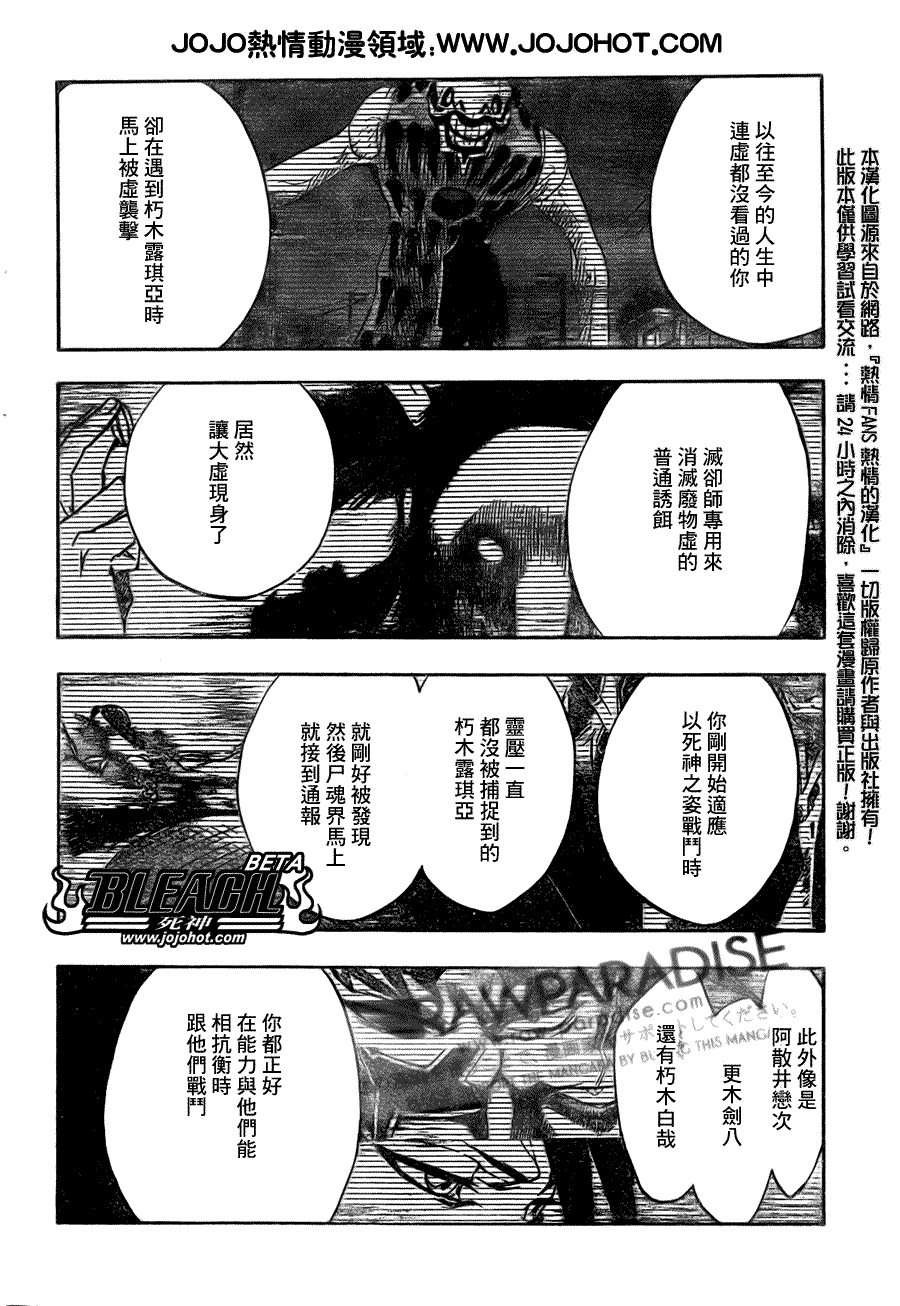 JOJO熱情動漫領域:WWW.JOJOHOT.COM
本漢化圖源來自於網路，『熱情FANS 熱情的漢化』一切版權歸原作者與出版社擁有！
此版本僅供學習試看交流… 請24小時之內消除，喜歡這套漫畫請購買正版！謝謝。
以往至今的人生中
連虛都沒看過的你
卻在遇到朽木露琪亞時
馬上被虛襲擊
滅卻師專用來
消滅廢物虛的
普通誘餌
居然
讓大虛現身了
你剛開始適應
以死神之姿戰鬥時
靈壓一直
都沒被捕捉到的
朽木露琪亞
就剛好被發現
然後尸魂界馬上
就接到通報
BETA
BLEACH
死神
www.jojohot.com
RAWPARADISE
此外像是
阿散井戀次
更木劍八
還有朽木白哉
你都正好
在能力與他們能
相抗衡時
跟他們戰鬥